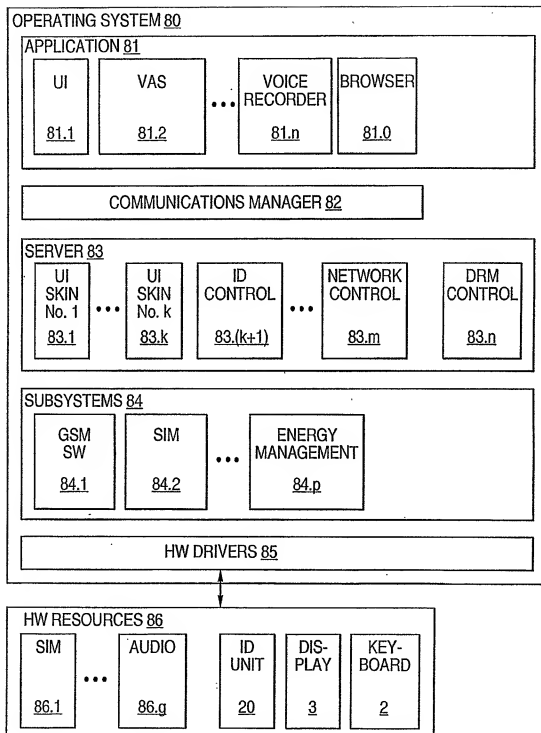 OPERATING SYSTEM 80
APPLICATION 81
UI
81.1
VAS
81.2
...
VOICE
RECORDER
81.n
BROWSER
81.0
COMMUNICATIONS MANAGER 82
SERVER 83
UI
SKIN
No. 1
83.1
...
UI
SKIN
No. k
83.k
ID
CONTROL
83.(k+1)
...
NETWORK
CONTROL
83.m
DRM
CONTROL
83.n
SUBSYSTEMS 84
GSM
SW
84.1
SIM
84.2
...
ENERGY
MANAGEMENT
84.p
HW DRIVERS 85
HW RESOURCES 86
SIM
86.1
...
AUDIO
86.g
ID
UNIT
20
DIS-
PLAY
3
KEY-
BOARD
2